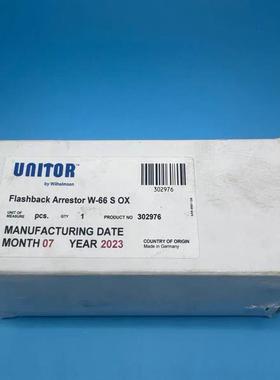 UNITOR
by Wilhelmsen
302976
Flashback Arrestor W-66 S OX
UNIT OF MEASURE pcs. QTY 1 PRODUCT NO 302976
MANUFACTURING DATE
MONTH 07 YEAR 2023
COUNTRY OF ORIGIN
Made in Germany